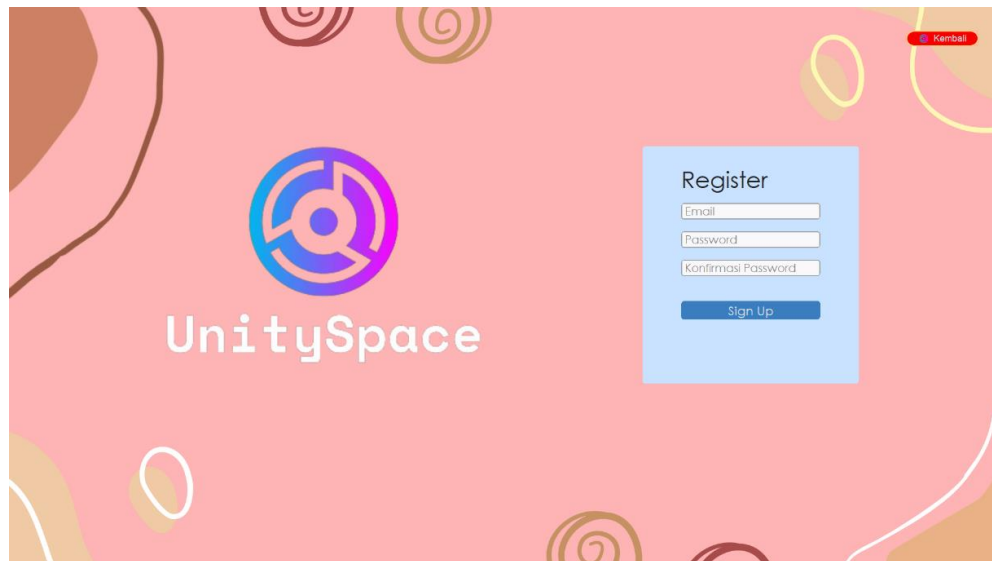 Kembali
UnitySpace
Register
Email
Password
Konfirmasi Password
Sign Up